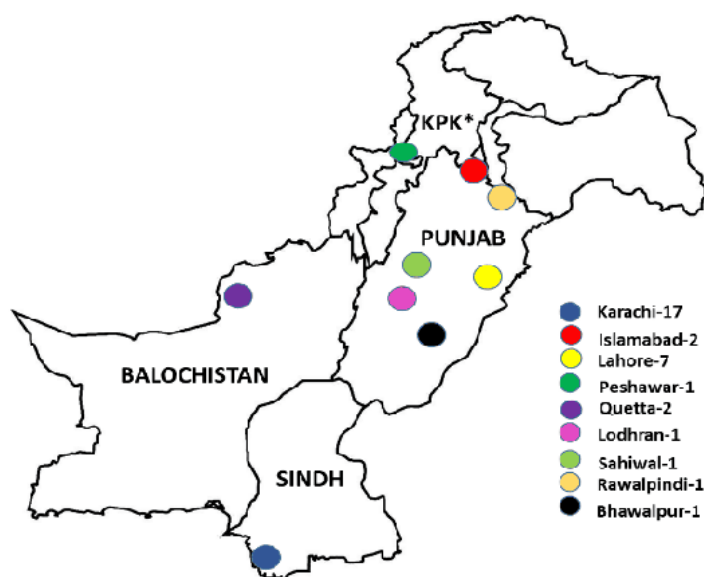 KPK*
PUNJAB
BALOCHISTAN
SINDH
Karachi-17
Islamabad-2
Lahore-7
Peshawar-1
Quetta-2
Lodhran-1
Sahiwal-1
Rawalpindi-1
Bhawalpur-1